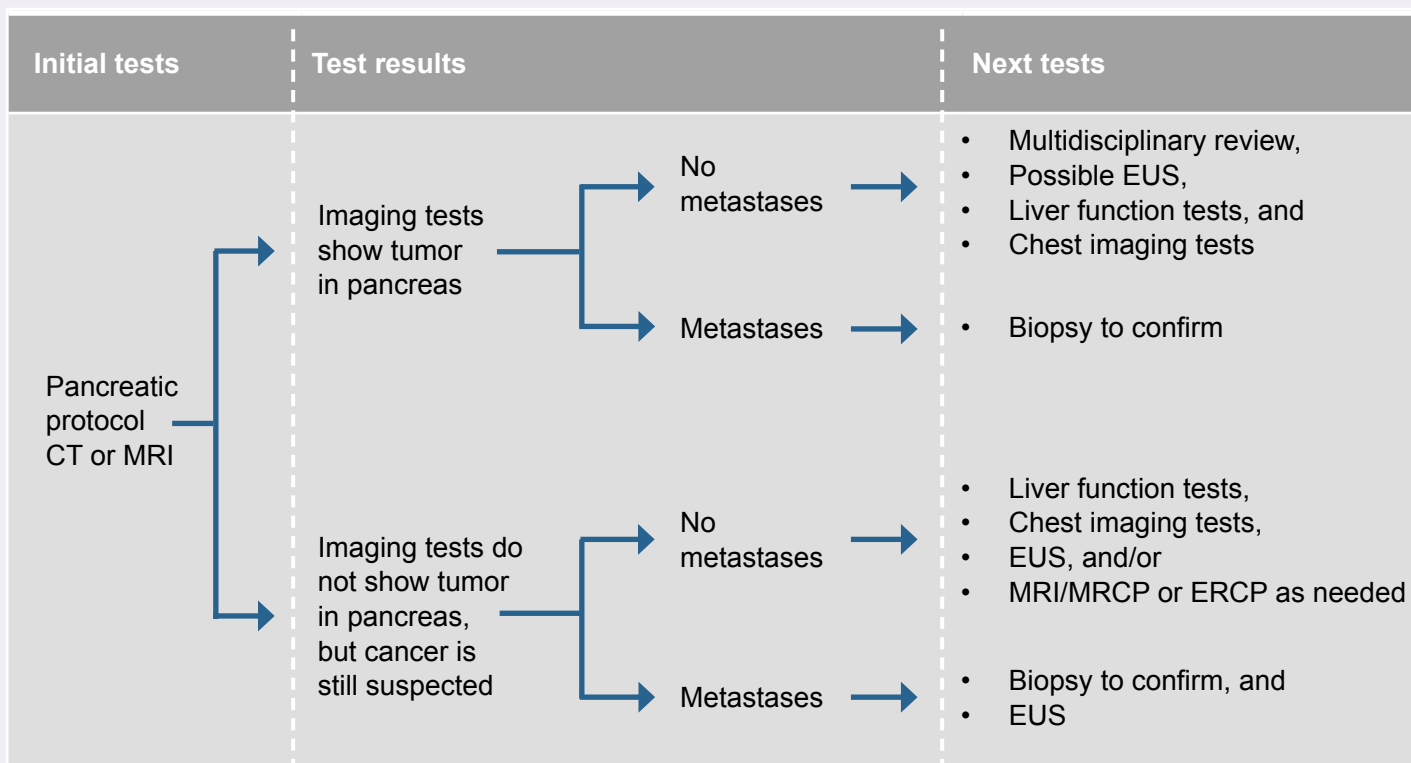 Initial tests
Test results
Next tests
Pancreatic
protocol
CT or MRI
Imaging tests
show tumor
in pancreas
No
metastases
• Multidisciplinary review,
• Possible EUS,
• Liver function tests, and
• Chest imaging tests
Metastases
• Biopsy to confirm
Imaging tests do
not show tumor
in pancreas,
but cancer is
still suspected
No
metastases
• Liver function tests,
• Chest imaging tests,
• EUS, and/or
• MRI/MRCP or ERCP as needed
Metastases
• Biopsy to confirm, and
• EUS